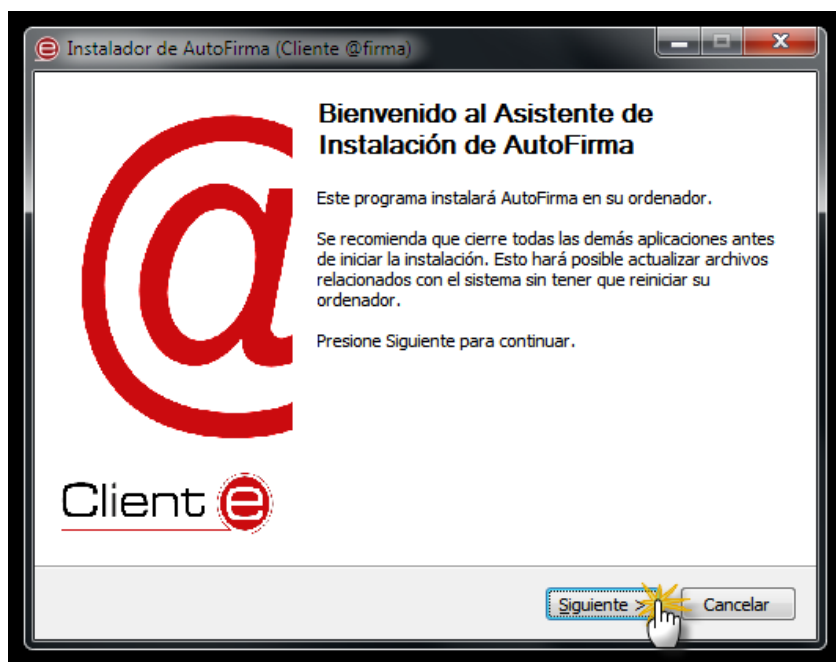 Instalador de AutoFirma (Cliente @firma)
Bienvenido al Asistente de
Instalación de AutoFirma
Este programa instalará AutoFirma en su ordenador.
Se recomienda que cierre todas las demás aplicaciones antes
de iniciar la instalación. Esto hará posible actualizar archivos
relacionados con el sistema sin tener que reiniciar su
ordenador.
Presione Siguiente para continuar.
@
Client e
Siguiente >
Cancelar